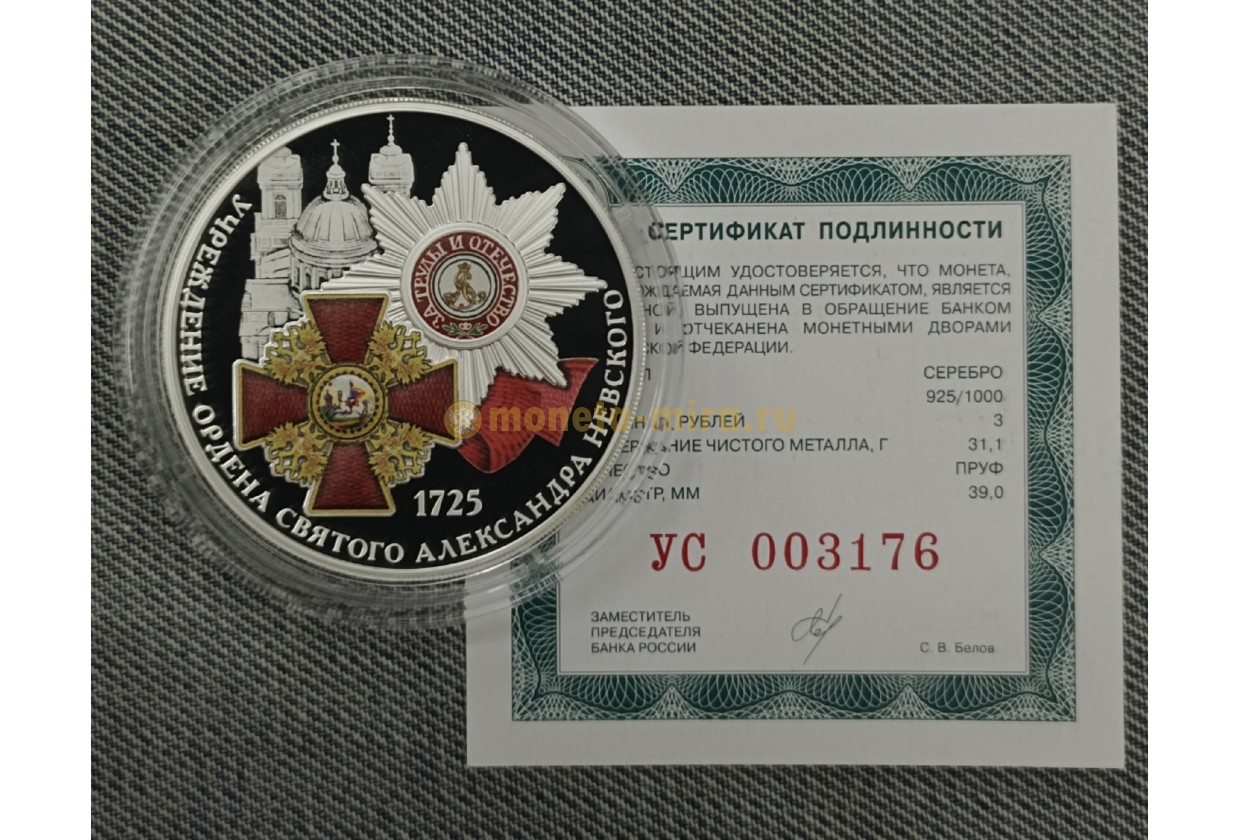 УЧРЕЖДЕНИЕ ОРДЕНА СВЯТОГО АЛЕКСАНДРА НЕВСКОГО
ЗА ТРУДЫ И ОТЕЧЕСТВО
1725
СЕРТИФИКАТ ПОДЛИННОСТИ
УДОСТОВЕРЯЕТСЯ, ЧТО МОНЕТА,
ДАННЫМ СЕРТИФИКАТОМ, ЯВЛЯЕТСЯ
ВЫПУЩЕНА В ОБРАЩЕНИЕ БАНКОМ
И ОТЧЕКАНЕНА МОНЕТНЫМИ ДВОРАМИ
ФЕДЕРАЦИИ.
СЕРЕБРО
925/1000
РУБЛЕЙ 3
ЧИСТОГО МЕТАЛЛА, Г 31,1
ПРУФ
ММ 39,0
moneta-mira.ru
УС 003176
ЗАМЕСТИТЕЛЬ
ПРЕДСЕДАТЕЛЯ
БАНКА РОССИИ
С. В. Белов